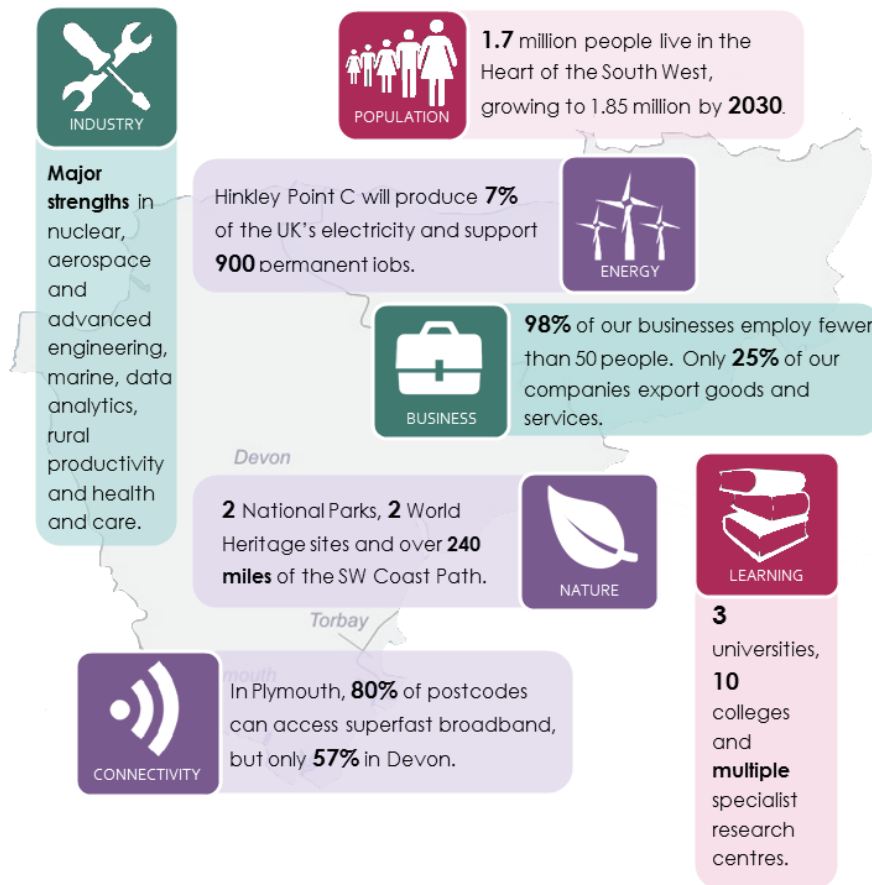 INDUSTRY
Major
strengths in
nuclear,
aerospace
and
advanced
engineering,
marine, data
analytics,
rural
productivity
and health
and care.
POPULATION
1.7 million people live in the
Heart of the South West,
growing to 1.85 million by 2030.
Hinkley Point C will produce 7%
of the UK's electricity and support
900 permanent jobs.
ENERGY
BUSINESS
98% of our businesses employ fewer
than 50 people. Only 25% of our
companies export goods and
services.
Devon
2 National Parks, 2 World
Heritage sites and over 240
miles of the SW Coast Path.
NATURE
LEARNING
3
universities,
10
colleges
and
multiple
specialist
research
centres.
Torbay
mouth
CONNECTIVITY
In Plymouth, 80% of postcodes
can access superfast broadband,
but only 57% in Devon.